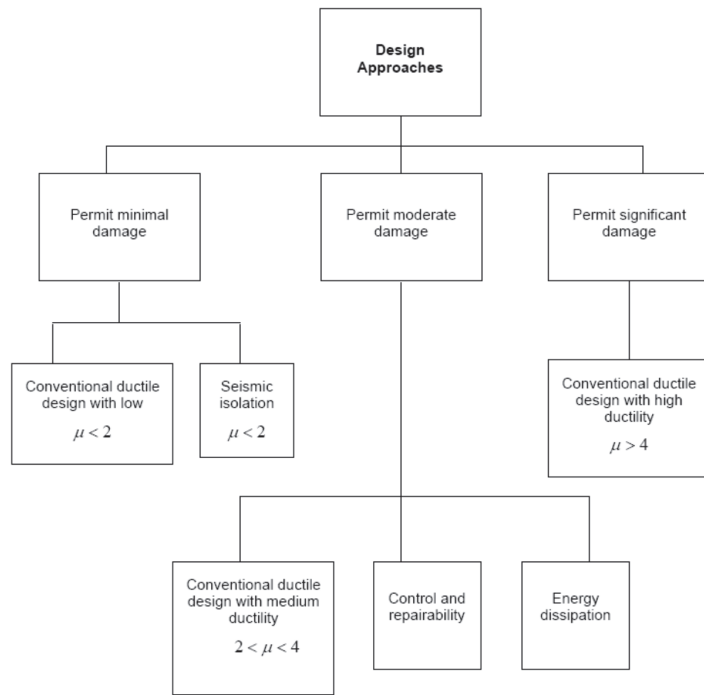 Design
Approaches
Permit minimal
damage
Permit moderate
damage
Permit significant
damage
Conventional ductile
design with low
μ < 2
Seismic
isolation
μ < 2
Conventional ductile
design with high
ductility
μ > 4
Conventional ductile
design with medium
ductility
2 < μ < 4
Control and
repairability
Energy
dissipation